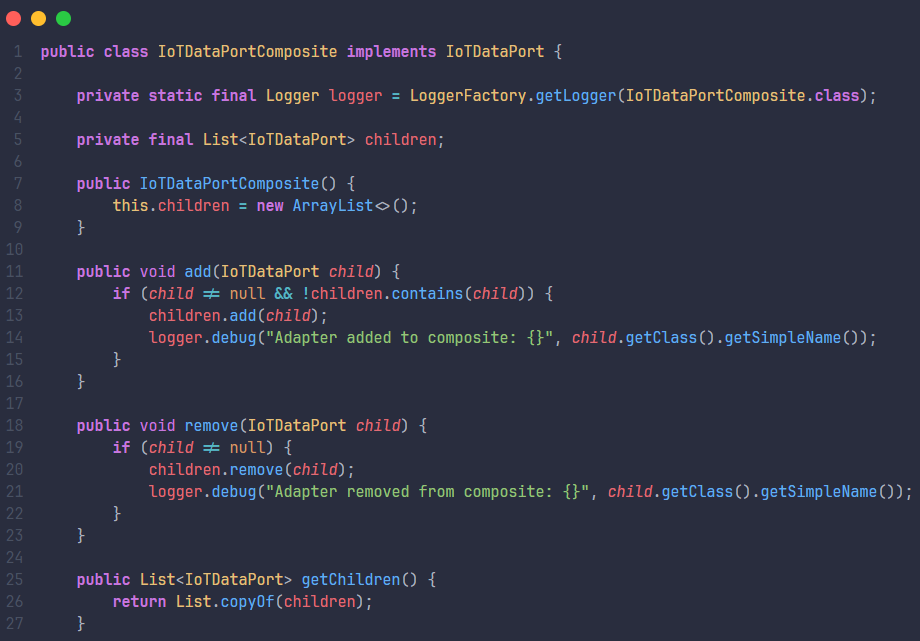 1 public class IoTDataPortComposite implements IoTDataPort {
2
3 private static final Logger logger = LoggerFactory.getLogger(IoTDataPortComposite.class);
4
5 private final List<IoTDataPort> children;
6
7 public IoTDataPortComposite() {
8 this.children = new ArrayList<>();
9 }
10
11 public void add(IoTDataPort child) {
12 if (child != null && !children.contains(child)) {
13 children.add(child);
14 logger.debug("Adapter added to composite: {}", child.getClass().getSimpleName());
15 }
16 }
17
18 public void remove(IoTDataPort child) {
19 if (child != null) {
20 children.remove(child);
21 logger.debug("Adapter removed from composite: {}", child.getClass().getSimpleName());
22 }
23 }
24
25 public List<IoTDataPort> getChildren() {
26 return List.copyOf(children);
27 }